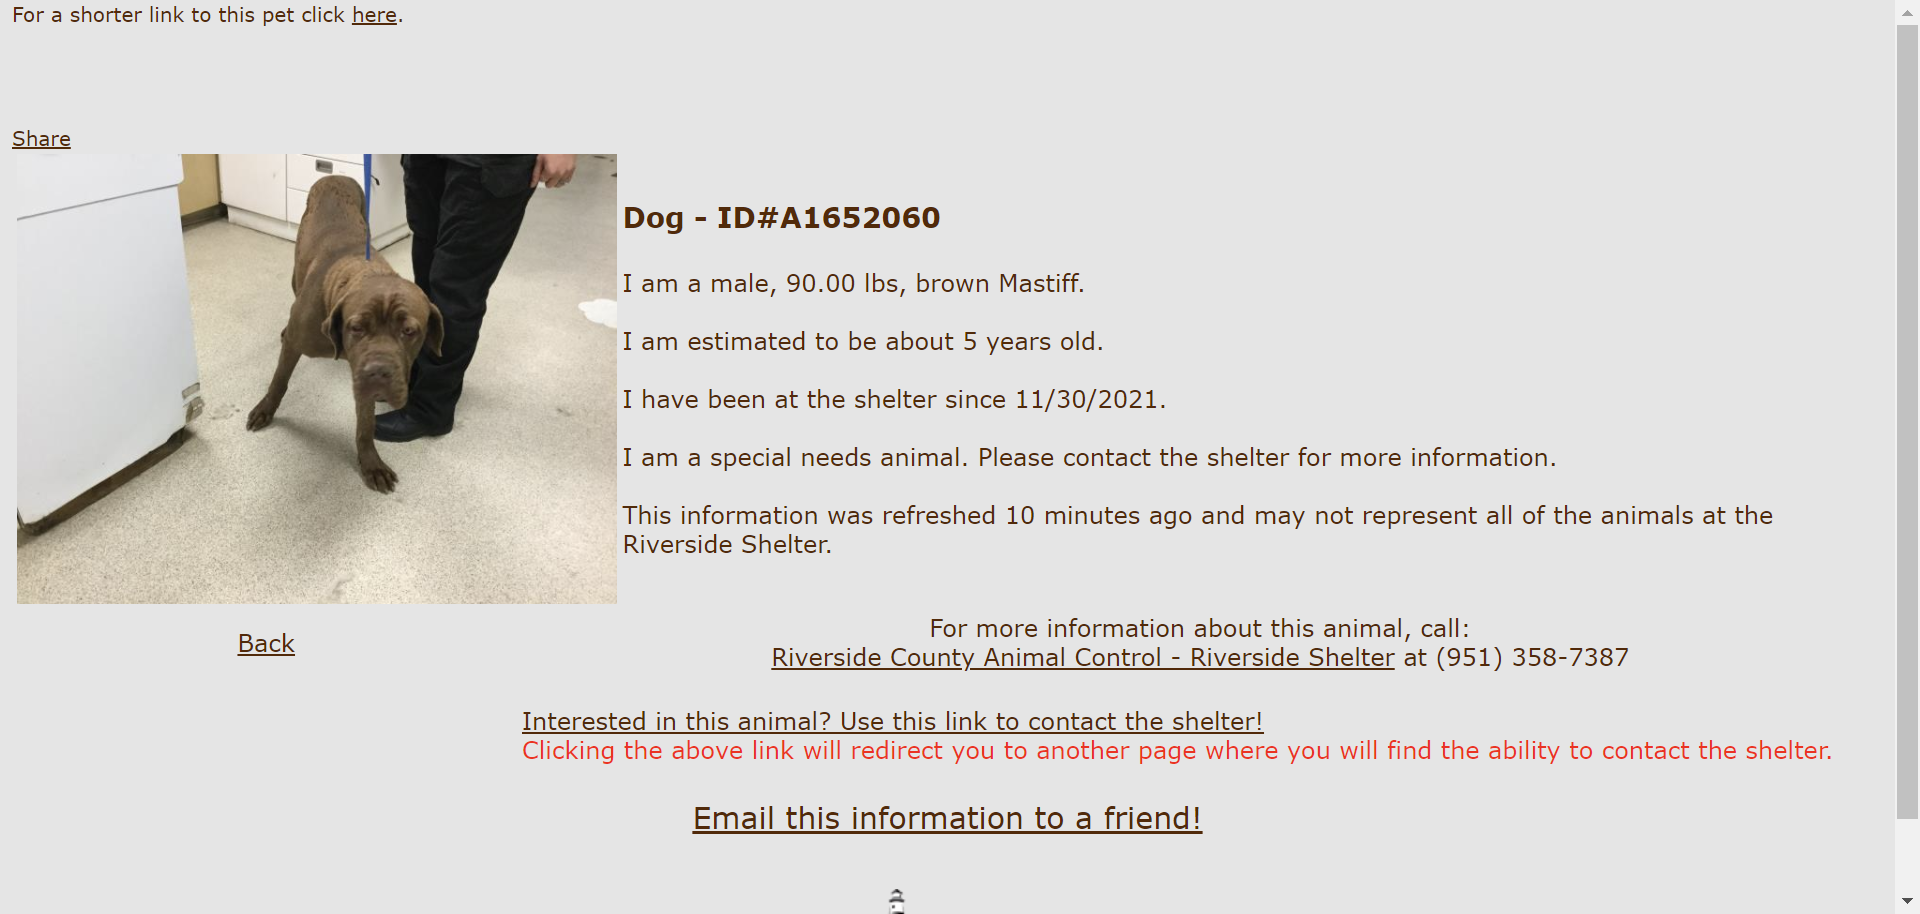 For a shorter link to this pet click here.
Share
Dog - ID#A1652060
I am a male, 90.00 lbs, brown Mastiff.
I am estimated to be about 5 years old.
I have been at the shelter since 11/30/2021.
I am a special needs animal. Please contact the shelter for more information.
This information was refreshed 10 minutes ago and may not represent all of the animals at the
Riverside Shelter.
Back
For more information about this animal, call:
Riverside County Animal Control - Riverside Shelter at (951) 358-7387
Interested in this animal? Use this link to contact the shelter!
Clicking the above link will redirect you to another page where you will find the ability to contact the shelter.
Email this information to a friend!